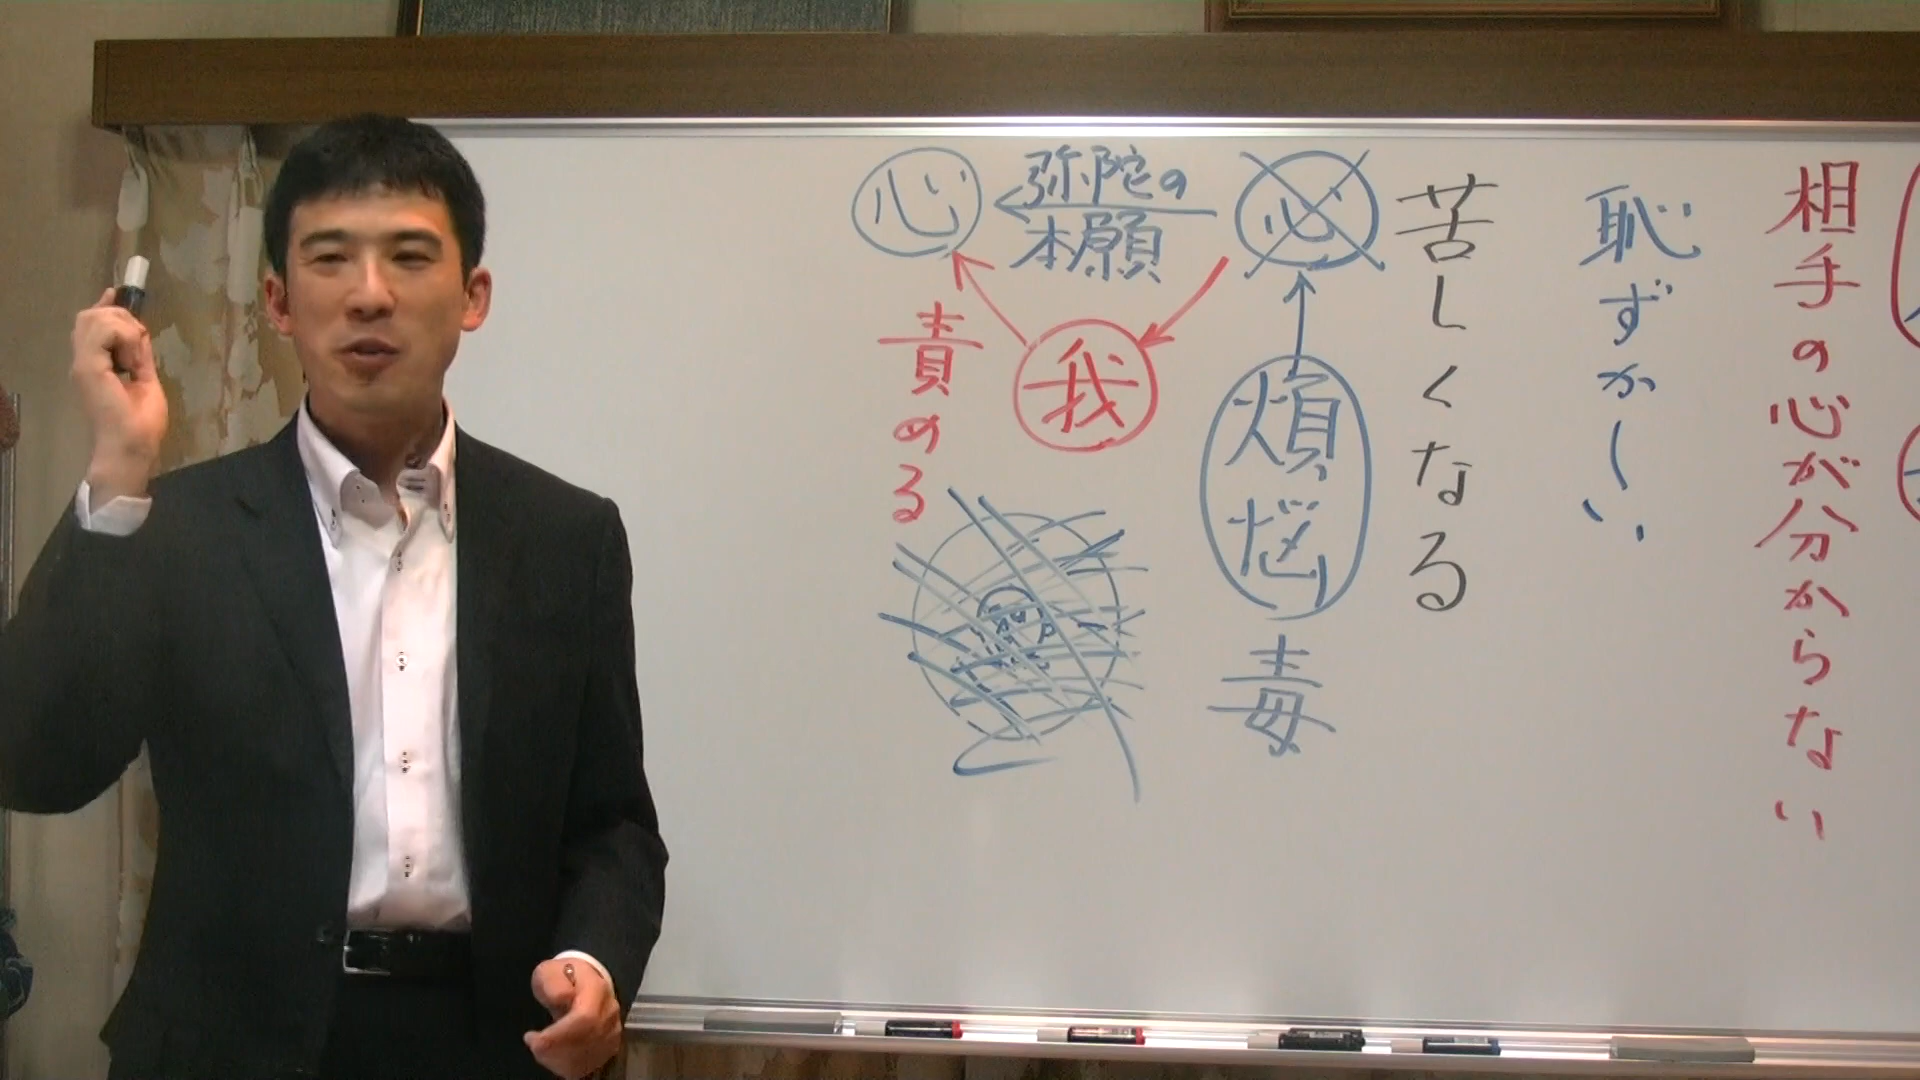 相手の心が分からない
恥ずかしい
苦しくなる
心
煩悩
毒
弥陀の
本願
我
心
責める